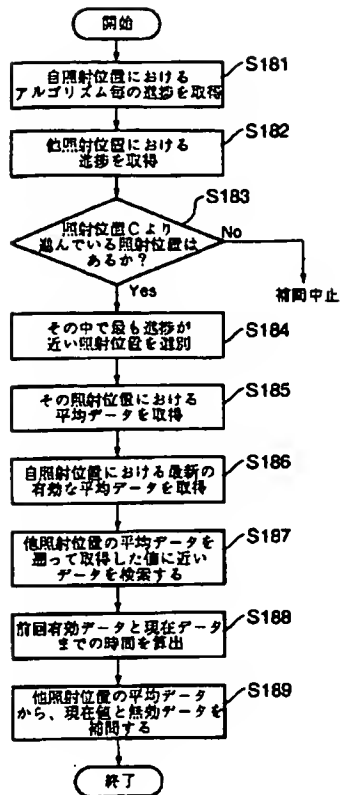 開始
S181
自照射位置における
アルゴリズム毎の進捗を取得
S182
他照射位置における
進捗を取得
S183
照射位置Cより
進んでいる照射位置は
あるか?
No
補間中止
Yes
S184
その中で最も進捗が
近い照射位置を選別
S185
その照射位置における
平均データを取得
S186
自照射位置における最新の
有効な平均データを取得
S187
他照射位置の平均データを
遡って取得した値に近い
データを検索する
S188
前回有効データと現在データ
までの時間を算出
S189
他照射位置の平均データ
から、現在値と無効データを
補間する
終了